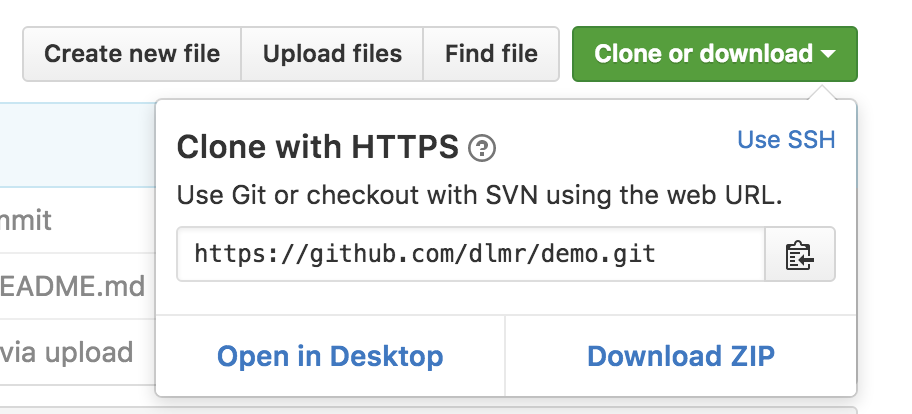 Create new file Upload files Find file Clone or download
Clone with HTTPS ?
Use SSH
Use Git or checkout with SVN using the web URL.
mmit
https://github.com/dlmr/demo.git
EADME.md
via upload
Open in Desktop Download ZIP